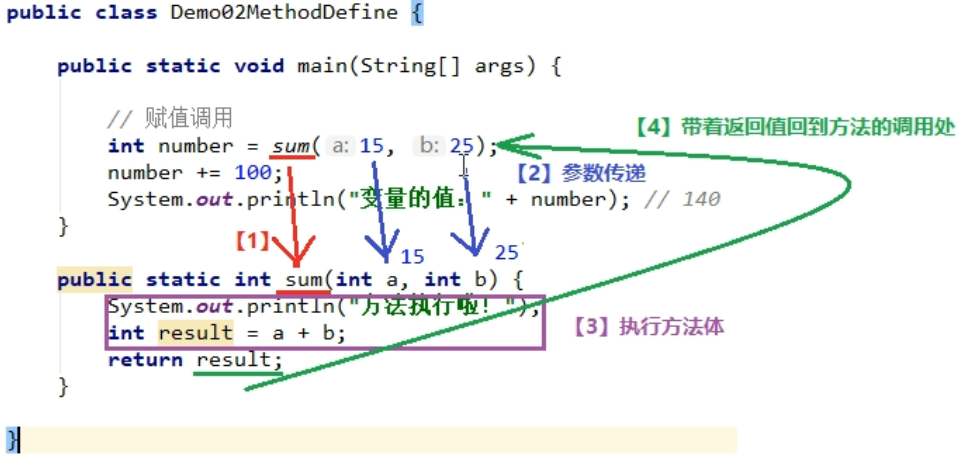 public class Demo02MethodDefine {
public static void main(String[] args) {
// 赋值调用
int number = sum( a: 15, b: 25);
【4】带着返回值回到方法的调用处
number += 100;
【2】参数传递
System.out.println("变量的值：" + number); // 140
}
【1】
15
25
public static int sum(int a, int b) {
System.out.println("方法执行啦！");
int result = a + b;
【3】执行方法体
return result;
}
}